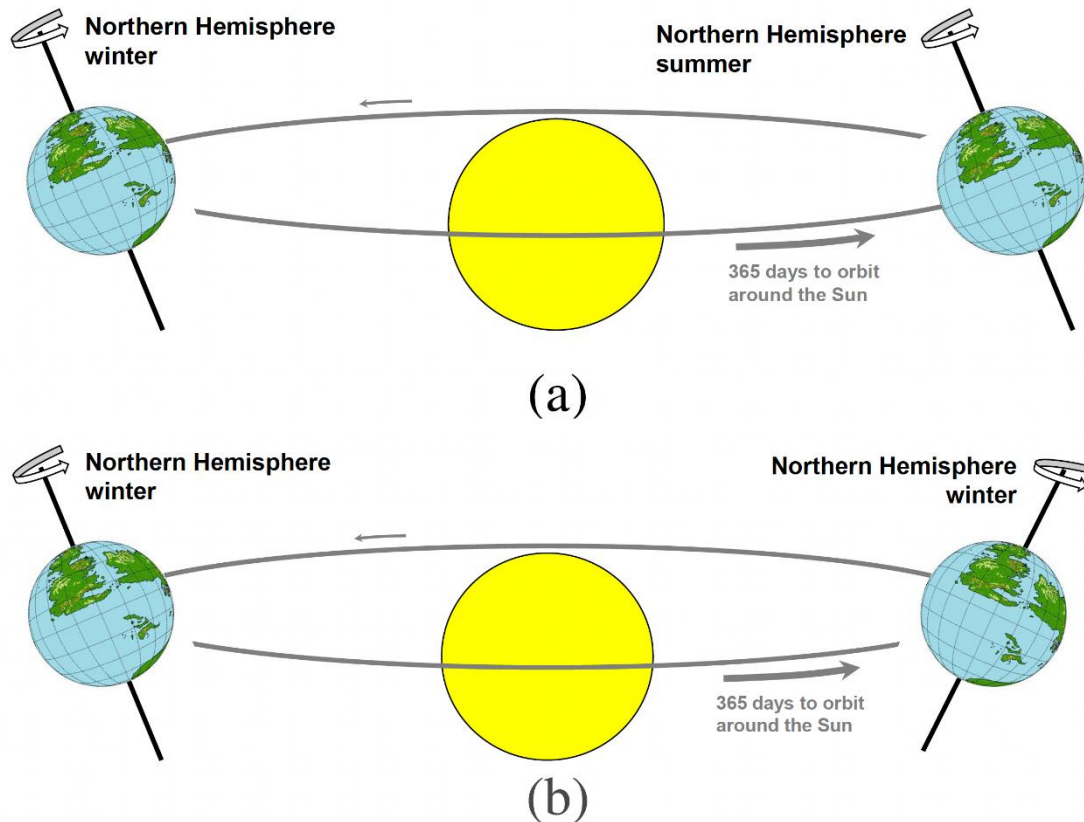 Northern Hemisphere
winter
Northern Hemisphere
summer
365 days to orbit
around the Sun
(a)
Northern Hemisphere
winter
Northern Hemisphere
winter
365 days to orbit
around the Sun
(b)